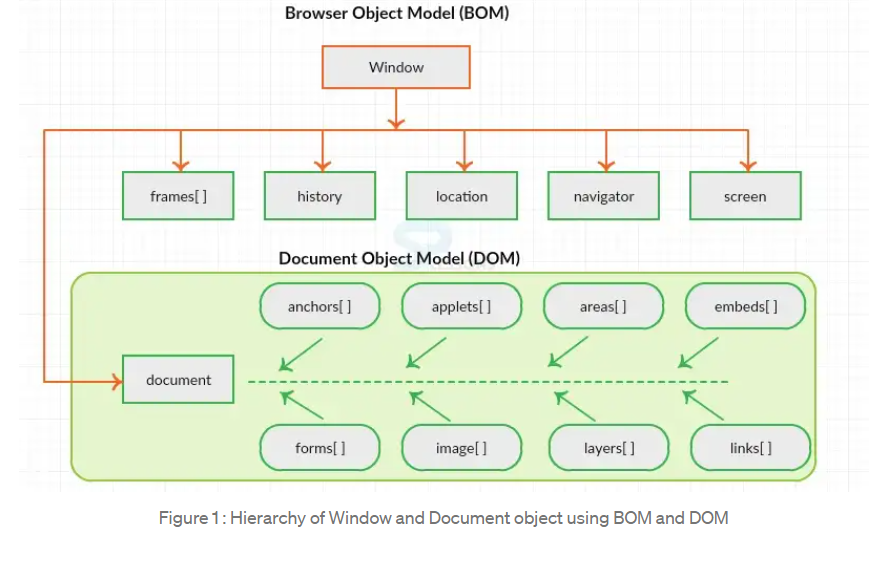 Browser Object Model (BOM)
Window
frames[ ]
history
location
navigator
screen
Document Object Model (DOM)
anchors[ ]
applets[ ]
areas[ ]
embeds[ ]
document
forms[ ]
image[ ]
layers[ ]
links[ ]
Figure 1: Hierarchy of Window and Document object using BOM and DOM